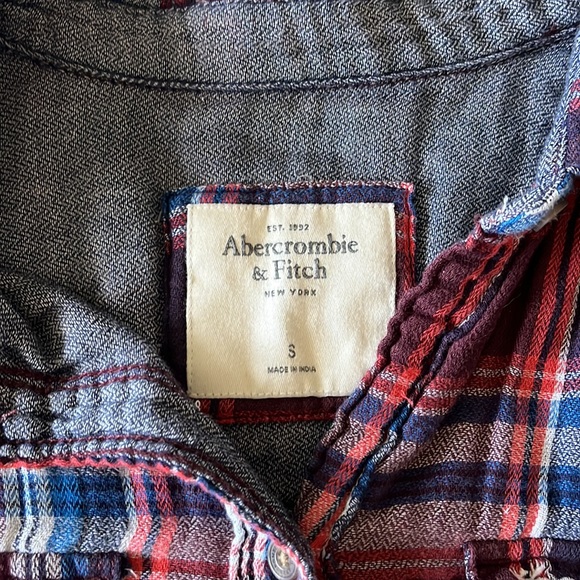 EST. 1892
Abercrombie
& Fitch
NEW YORK
S
MADE IN INDIA